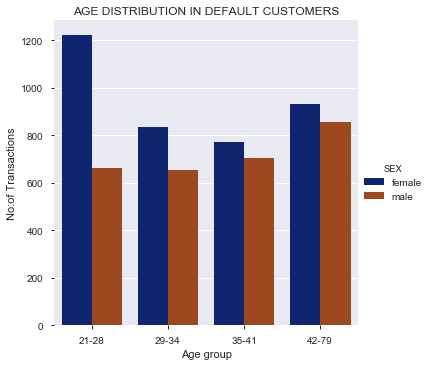 AGE DISTRIBUTION IN DEFAULT CUSTOMERS
No:of Transactions
1200
1000
800
600
400
200
0
21-28
29-34
35-41
42-79
Age group
SEX
female
male